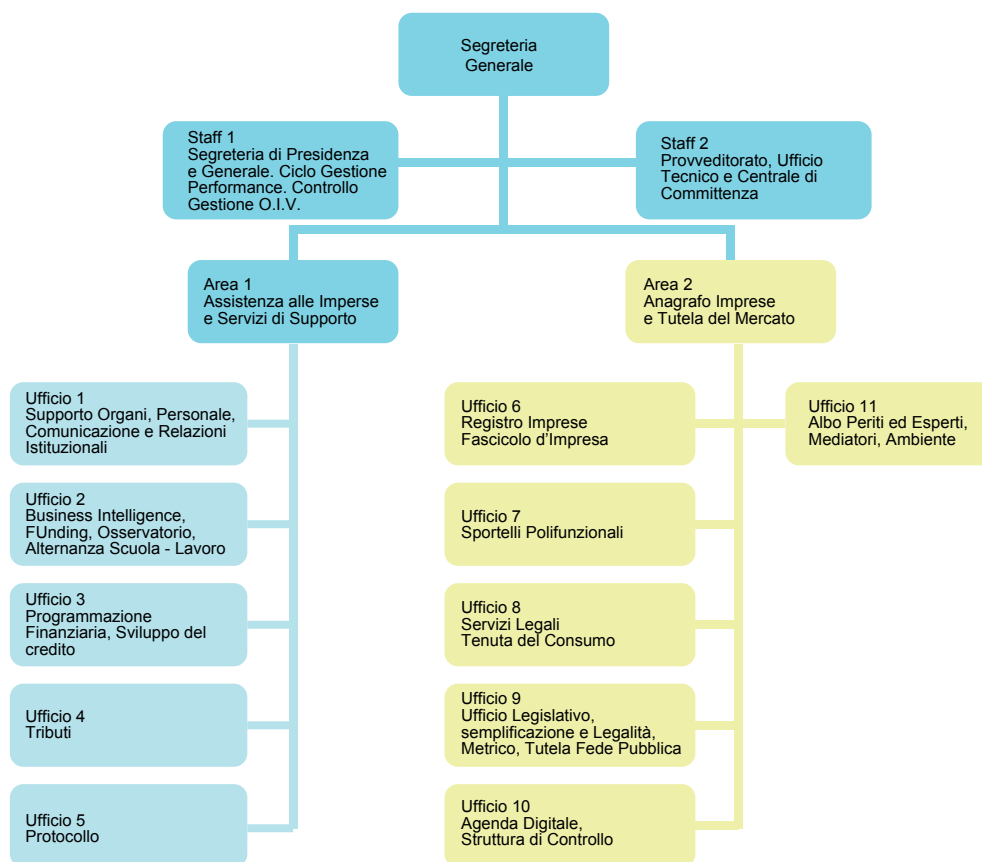 Segreteria
Generale
Staff 1
Segreteria di Presidenza
e Generale. Ciclo Gestione
Performance. Controllo
Gestione O.I.V.
Staff 2
Provveditorato, Ufficio
Tecnico e Centrale di
Committenza
Area 1
Assistenza alle Imperse
e Servizi di Supporto
Area 2
Anagrafo Imprese
e Tutela del Mercato
Ufficio 1
Supporto Organi, Personale,
Comunicazione e Relazioni
Istituzionali
Ufficio 6
Registro Imprese
Fascicolo d’Impresa
Ufficio 11
Albo Periti ed Esperti,
Mediatori, Ambiente
Ufficio 2
Business Intelligence,
FUnding, Osservatorio,
Alternanza Scuola - Lavoro
Ufficio 7
Sportelli Polifunzionali
Ufficio 3
Programmazione
Finanziaria, Sviluppo del
credito
Ufficio 8
Servizi Legali
Tenuta del Consumo
Ufficio 4
Tributi
Ufficio 9
Ufficio Legislativo,
semplificazione e Legalità,
Metrico, Tutela Fede Pubblica
Ufficio 5
Protocollo
Ufficio 10
Agenda Digitale,
Struttura di Controllo